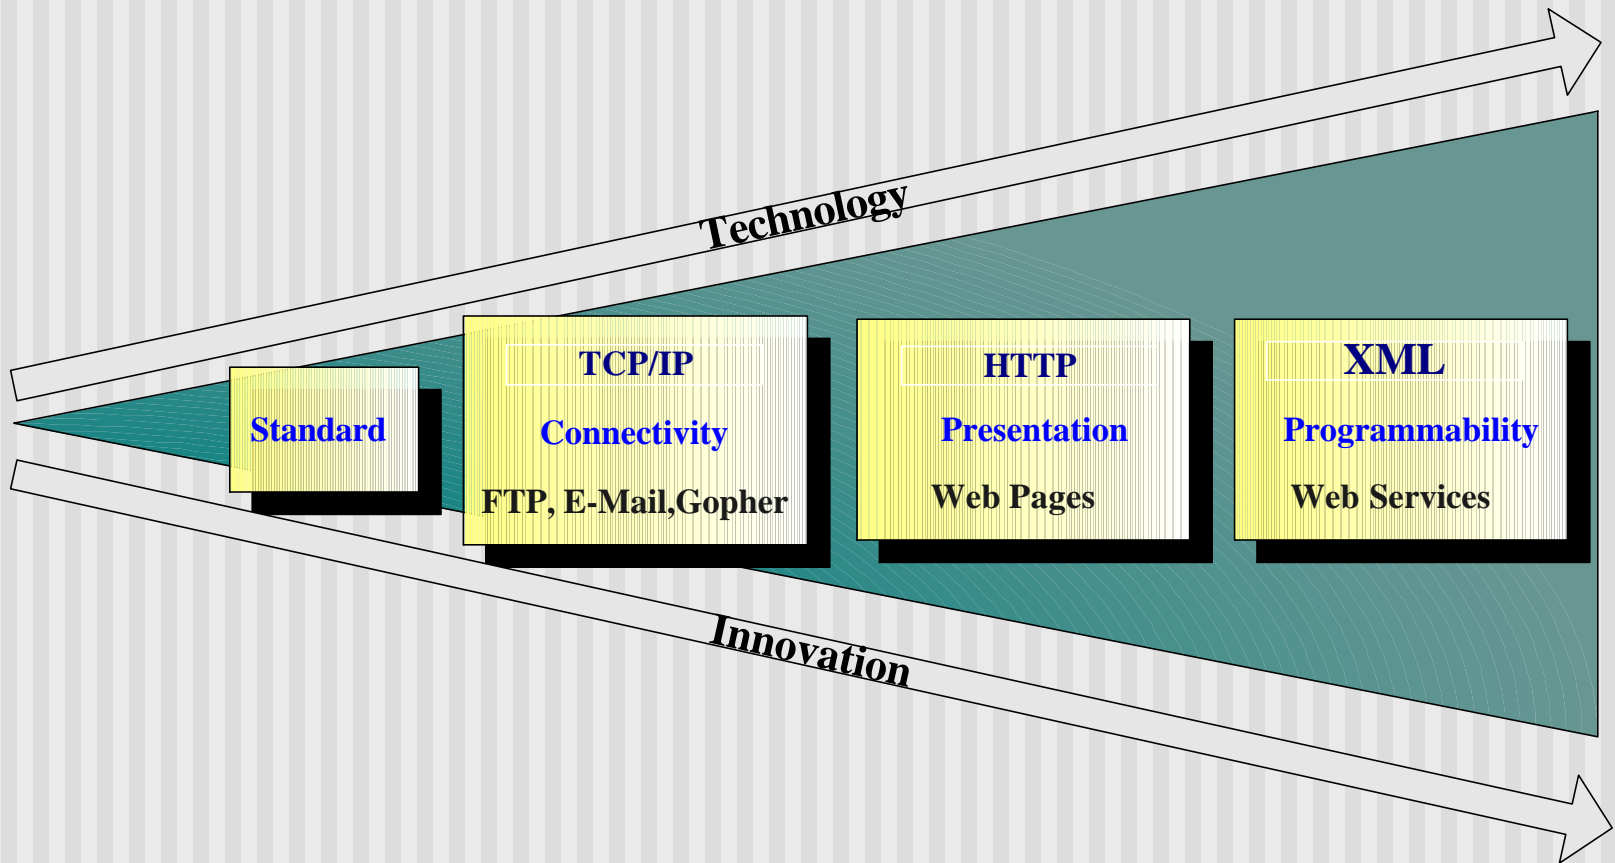 Technology
Standard
TCP/IP
Connectivity
FTP, E-Mail,Gopher
HTTP
Presentation
Web Pages
XML
Programmability
Web Services
Innovation